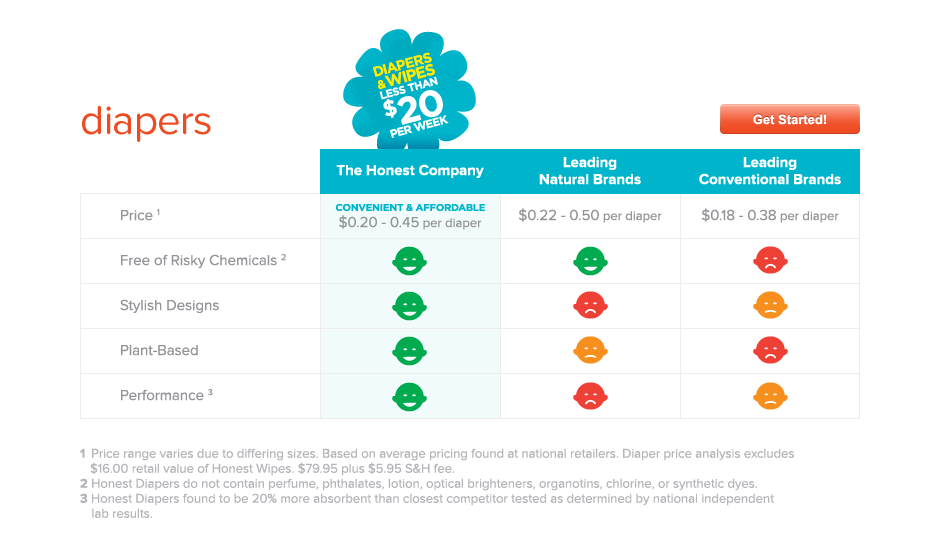 DIAPERS
& WIPES
LESS THAN
$20
PER WEEK
diapers
Get Started!
The Honest Company
Leading
Natural Brands
Leading
Conventional Brands
Price 1
CONVENIENT & AFFORDABLE
$0.20 - 0.45 per diaper
$0.22 - 0.50 per diaper
$0.18 - 0.38 per diaper
Free of Risky Chemicals 2
Stylish Designs
Plant-Based
Performance 3
1 Price range varies due to differing sizes. Based on average pricing found at national retailers. Diaper price analysis excludes
$16.00 retail value of Honest Wipes. $79.95 plus $5.95 S&H fee.
2 Honest Diapers do not contain perfume, phthalates, lotion, optical brighteners, organotins, chlorine, or synthetic dyes.
3 Honest Diapers found to be 20% more absorbent than closest competitor tested as determined by national independent
lab results.